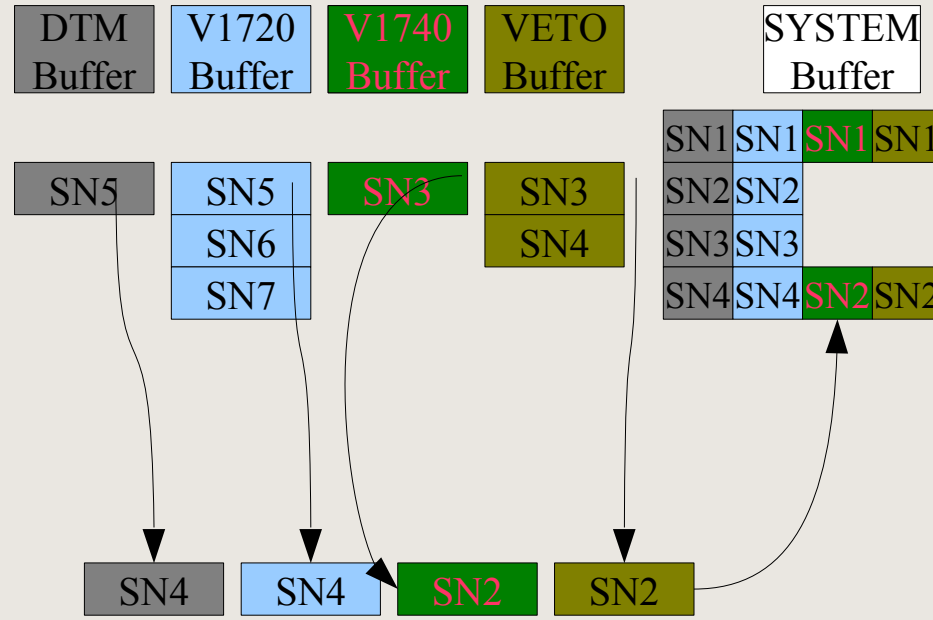 DTM
Buffer
V1720
Buffer
V1740
Buffer
VETO
Buffer
SYSTEM
Buffer
SN1 SN1 SN1 SN1
SN5 SN5 SN3 SN3 SN2 SN2
SN6 SN4 SN3 SN3
SN7 SN4 SN4 SN2 SN2
SN4 SN4 SN2 SN2